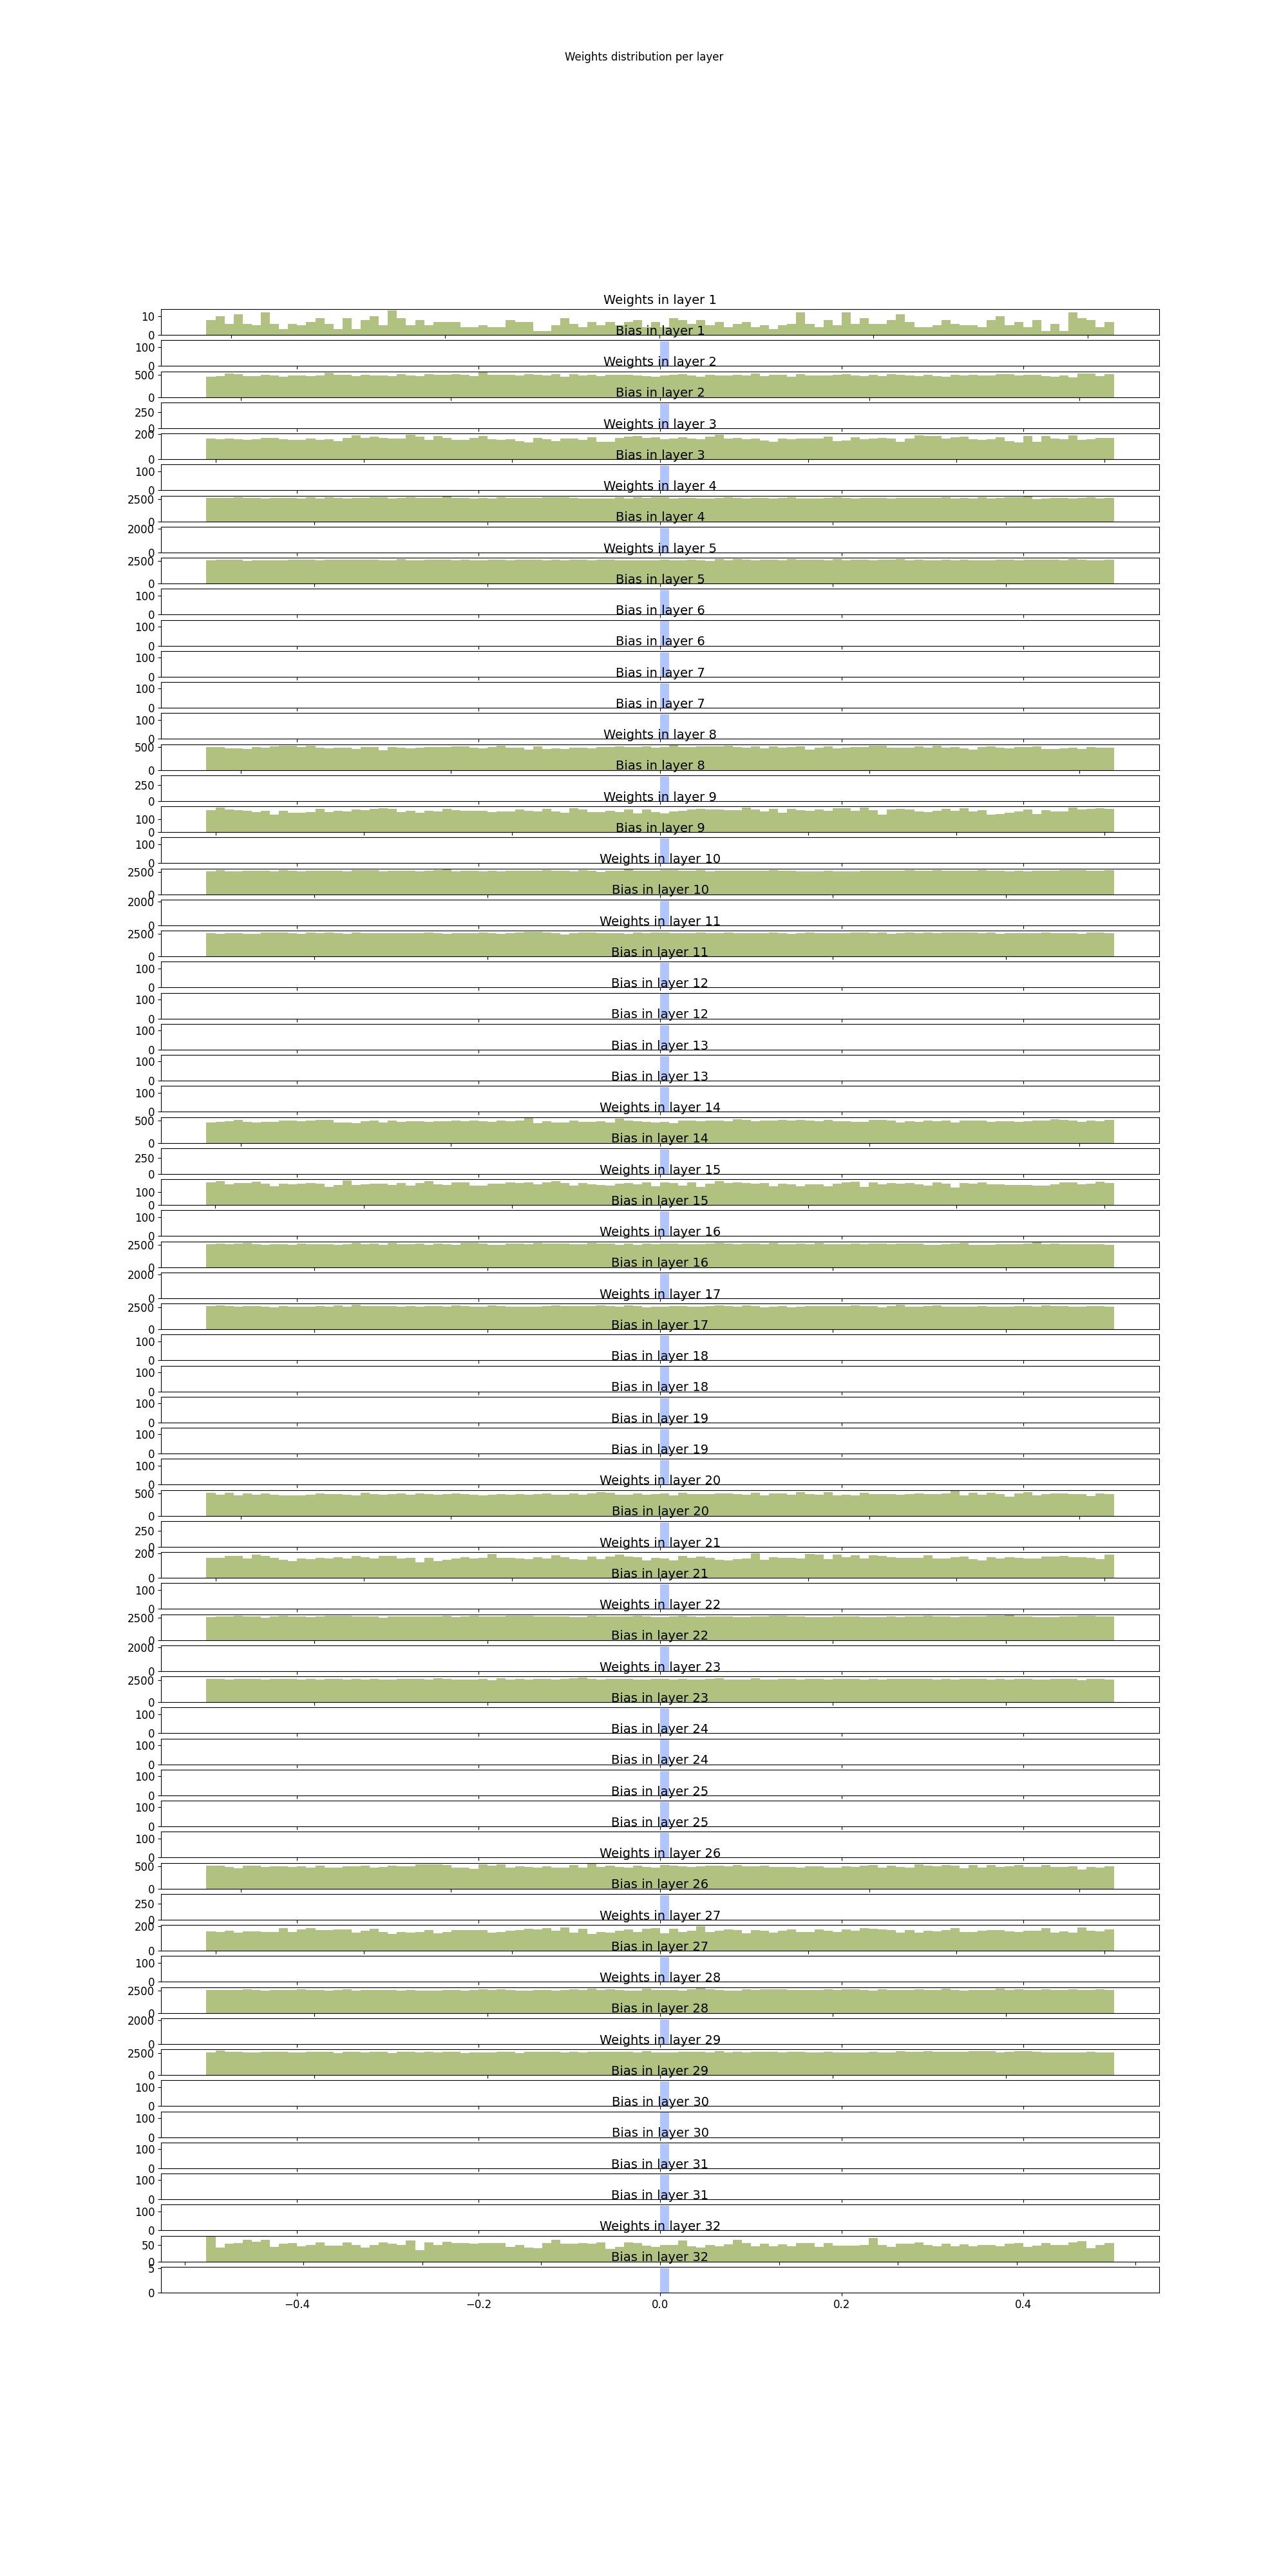 Weights distribution per layer
Weights in layer 1
10
0
Bias in layer 1
100
0
Weights in layer 2
500
0
Bias in layer 2
250
0
Weights in layer 3
200
0
Bias in layer 3
100
0
Weights in layer 4
2500
0
Bias in layer 4
2000
0
Weights in layer 5
2500
0
Bias in layer 5
100
0
Bias in layer 6
100
0
Bias in layer 6
100
0
Bias in layer 7
100
0
Bias in layer 7
100
0
Weights in layer 8
500
0
Bias in layer 8
250
0
Weights in layer 9
100
0
Bias in layer 9
100
0
Weights in layer 10
2500
0
Bias in layer 10
2000
0
Weights in layer 11
2500
0
Bias in layer 11
100
0
Bias in layer 12
100
0
Bias in layer 12
100
0
Bias in layer 13
100
0
Bias in layer 13
100
0
Weights in layer 14
500
0
Bias in layer 14
250
0
Weights in layer 15
100
0
Bias in layer 15
100
0
Weights in layer 16
2500
0
Bias in layer 16
2000
0
Weights in layer 17
2500
0
Bias in layer 17
100
0
Bias in layer 18
100
0
Bias in layer 18
100
0
Bias in layer 19
100
0
Bias in layer 19
100
0
Weights in layer 20
500
0
Bias in layer 20
250
0
Weights in layer 21
200
0
Bias in layer 21
100
0
Weights in layer 22
2500
0
Bias in layer 22
2000
0
Weights in layer 23
2500
0
Bias in layer 23
100
0
Bias in layer 24
100
0
Bias in layer 24
100
0
Bias in layer 25
100
0
Bias in layer 25
100
0
Weights in layer 26
500
0
Bias in layer 26
250
0
Weights in layer 27
200
0
Bias in layer 27
100
0
Weights in layer 28
2500
0
Bias in layer 28
2000
0
Weights in layer 29
2500
0
Bias in layer 29
100
0
Bias in layer 30
100
0
Bias in layer 30
100
0
Bias in layer 31
100
0
Bias in layer 31
100
0
Weights in layer 32
50
0
Bias in layer 32
5
0
−0.4 −0.2 0.0 0.2 0.4